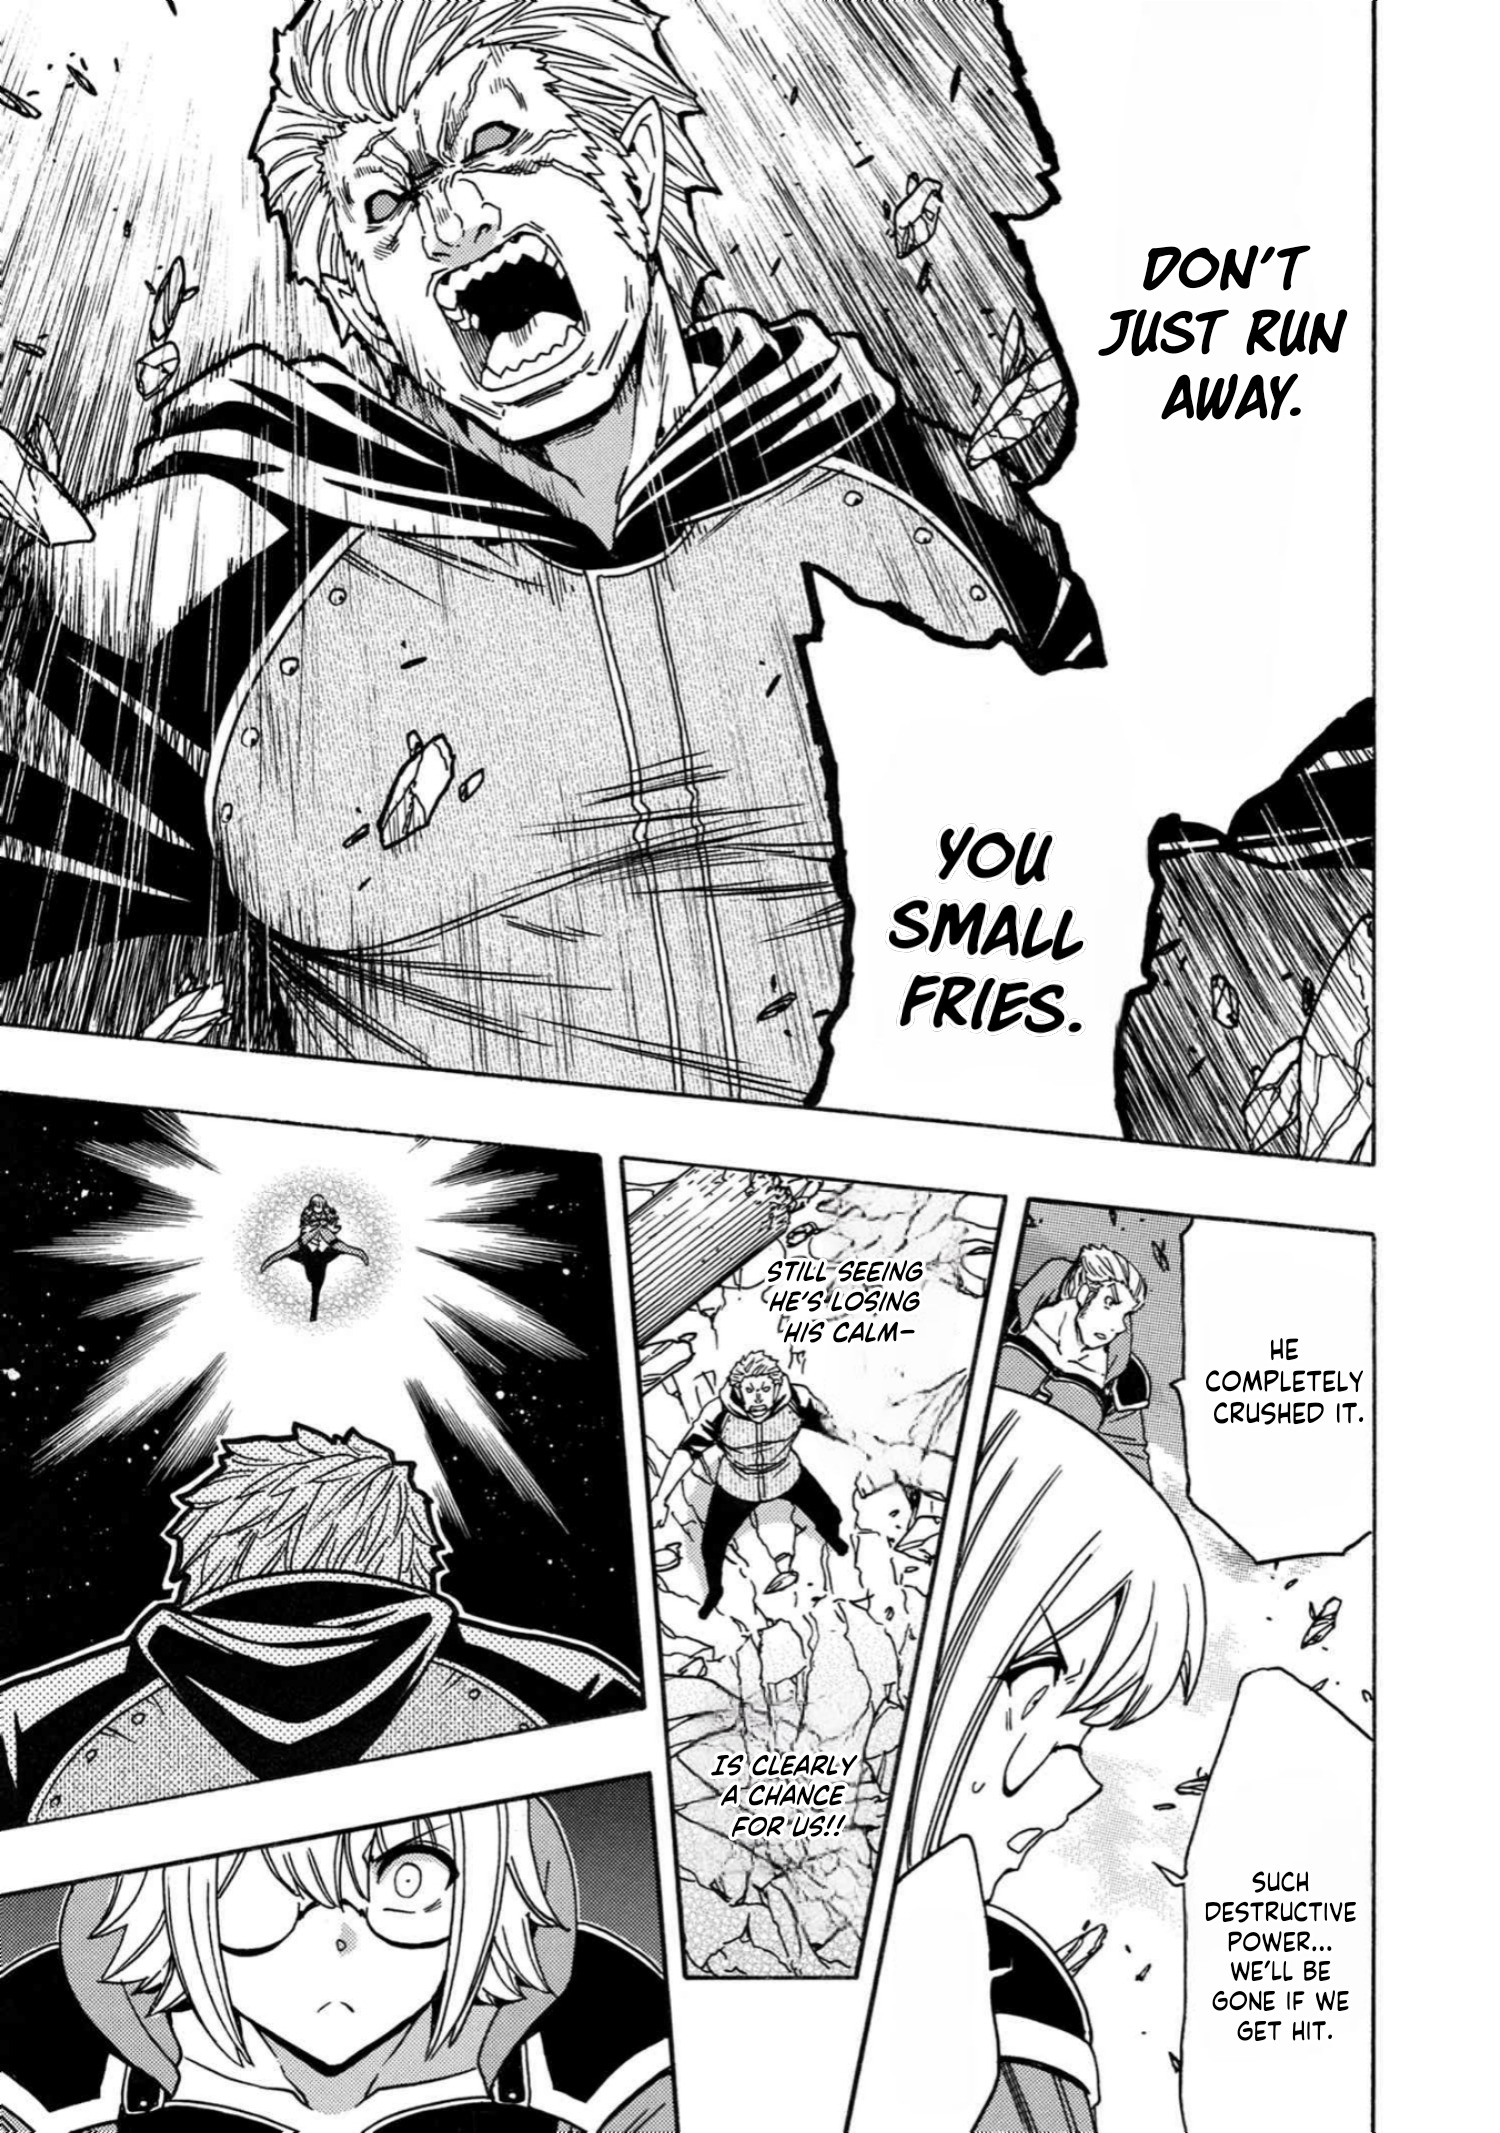 DON'T
JUST RUN
AWAY.
YOU
SMALL
FRIES.
HE
COMPLETELY
CRUSHED IT.
SUCH
DESTRUCTIVE
POWER...
WE'LL BE
GONE IF WE
GET HIT.
STILL SEEING
HE'S LOSING
HIS CALM-
IS CLEARLY
A CHANCE
FOR US!!